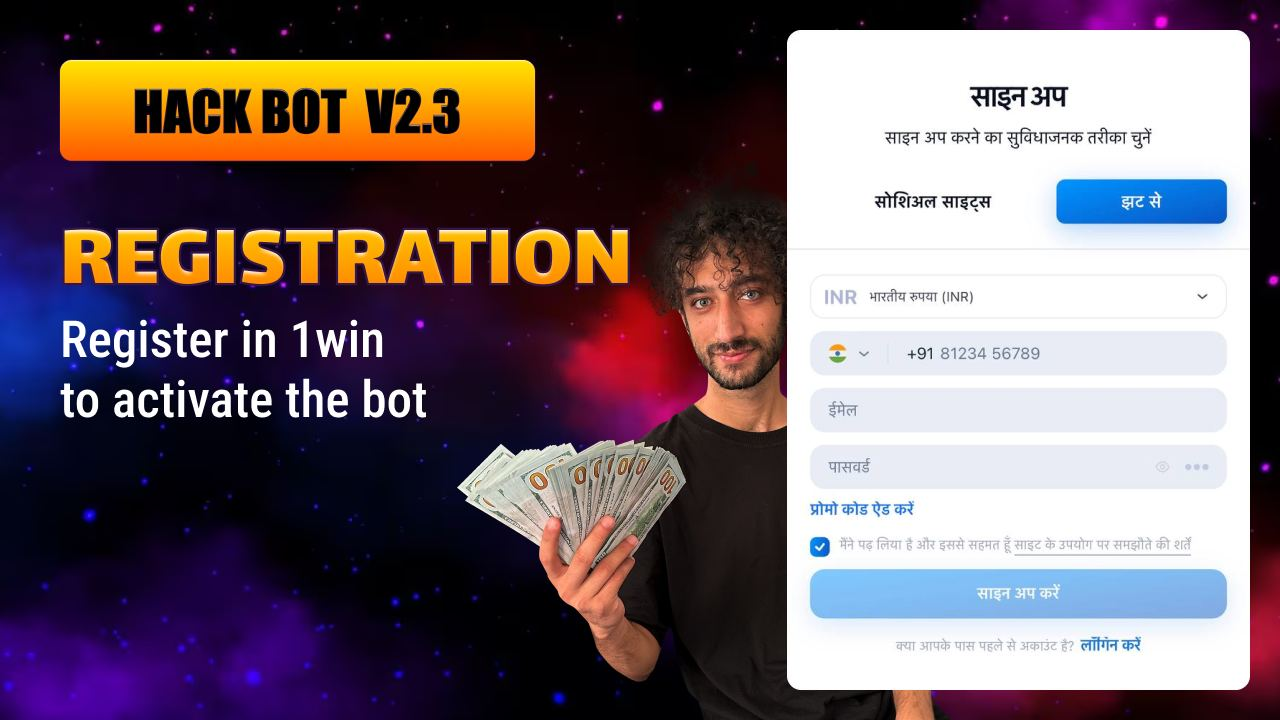 HACK BOT V2.3
REGISTRATION
Register in 1win
to activate the bot
साइन अप
साइन अप करने का सुविधाजनक तरीका चुनें
सोशिअल साइट्स
झट से
INR भारतीय रुपया (INR)
+91 81234 56789
ईमेल
पासवर्ड
प्रोमो कोड ऐड करें
मैंने पढ़ लिया है और इससे सहमत हूँ साइट के उपयोग पर समझौते की शर्तें
साइन अप करें
क्या आपके पास पहले से अकाउंट है? लॉगिन करें